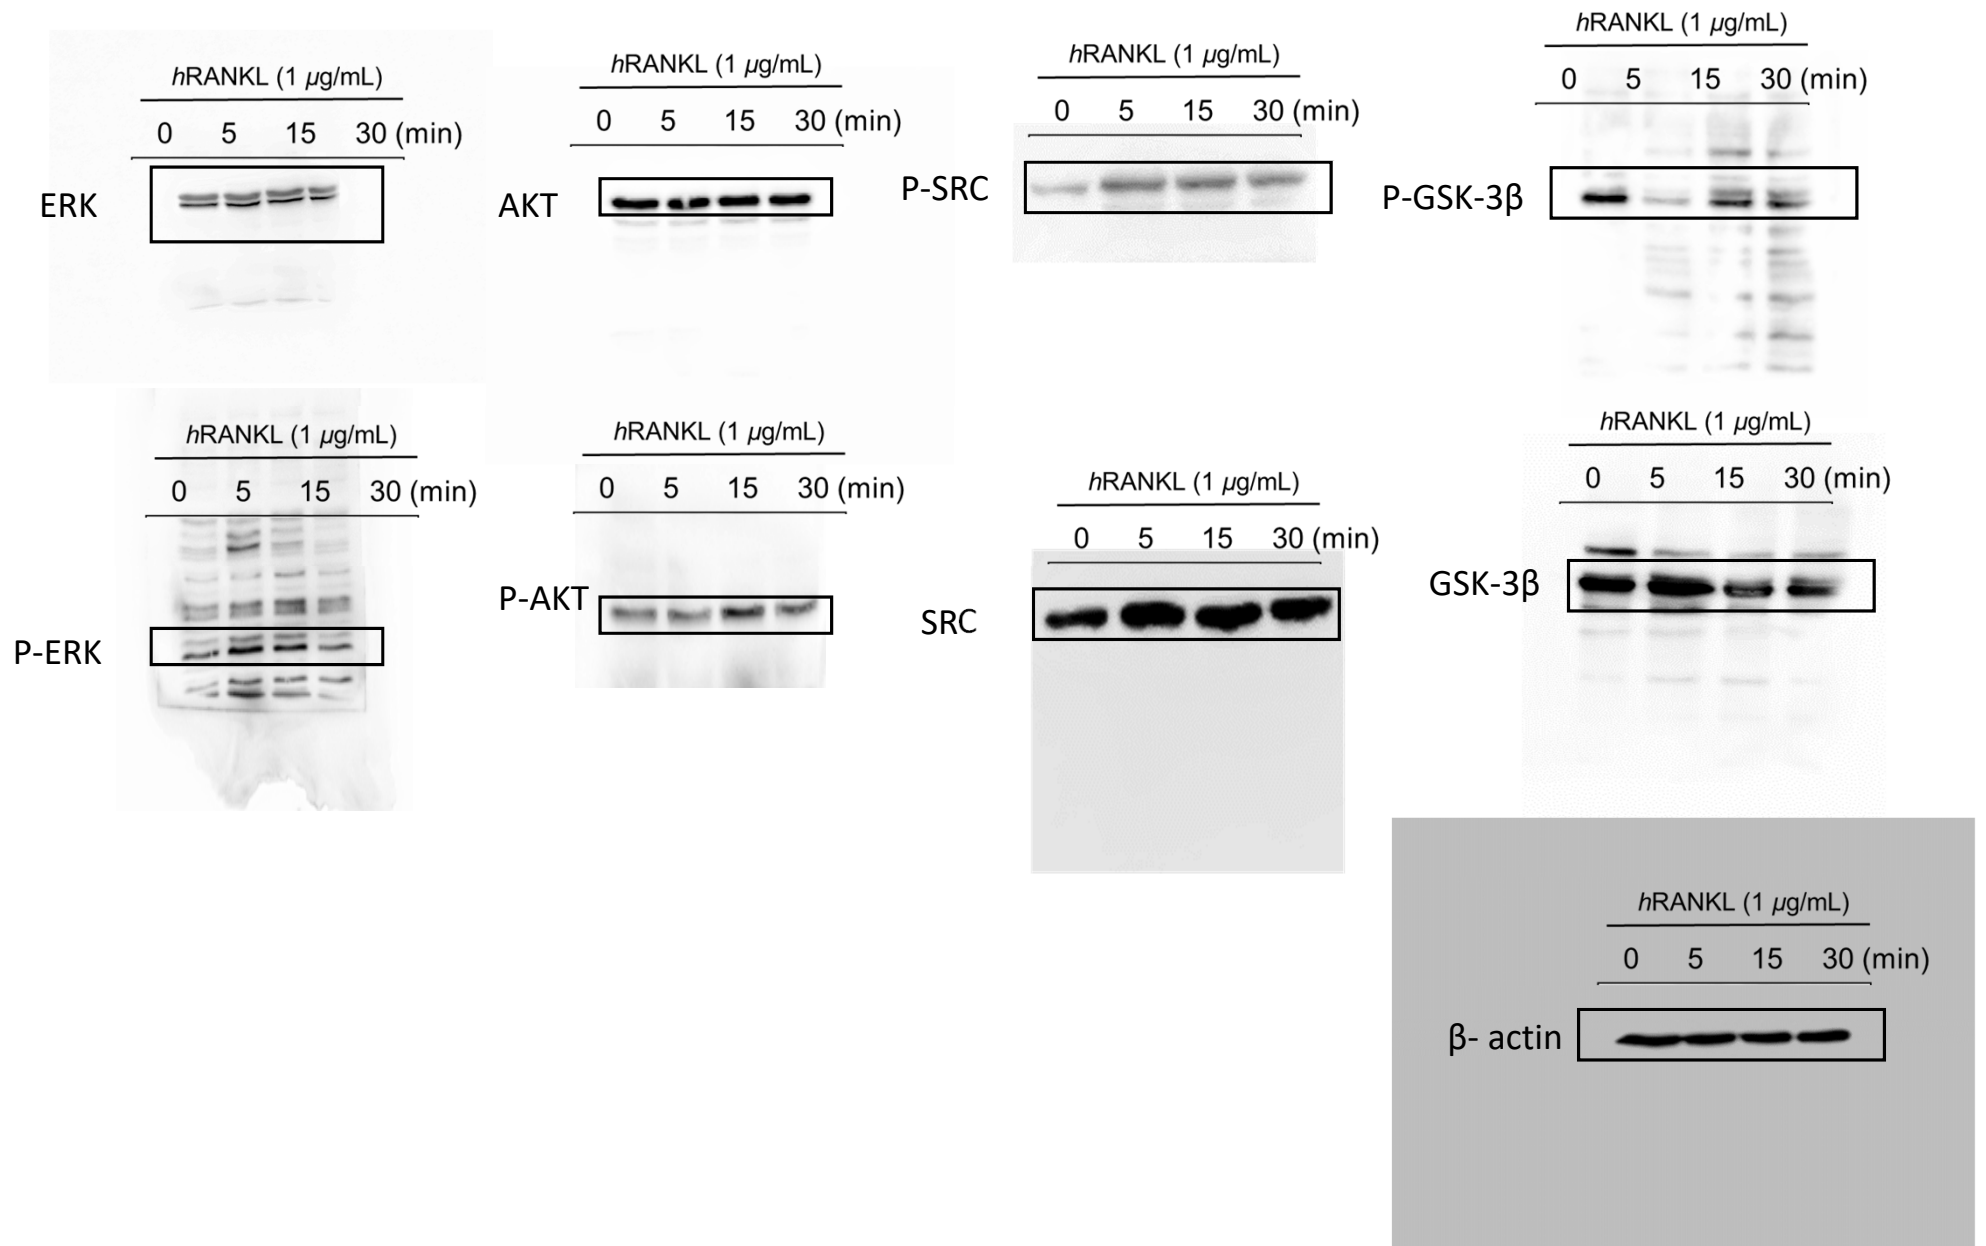 hRANKL (1 µg/mL)
0 5 15 30 (min)
ERK
hRANKL (1 µg/mL)
0 5 15 30 (min)
AKT
hRANKL (1 µg/mL)
0 5 15 30 (min)
P-SRC
hRANKL (1 µg/mL)
0 5 15 30 (min)
P-GSK-3β
hRANKL (1 µg/mL)
0 5 15 30 (min)
P-ERK
hRANKL (1 µg/mL)
0 5 15 30 (min)
P-AKT
hRANKL (1 µg/mL)
0 5 15 30 (min)
SRC
hRANKL (1 µg/mL)
0 5 15 30 (min)
GSK-3β
hRANKL (1 µg/mL)
0 5 15 30 (min)
β- actin